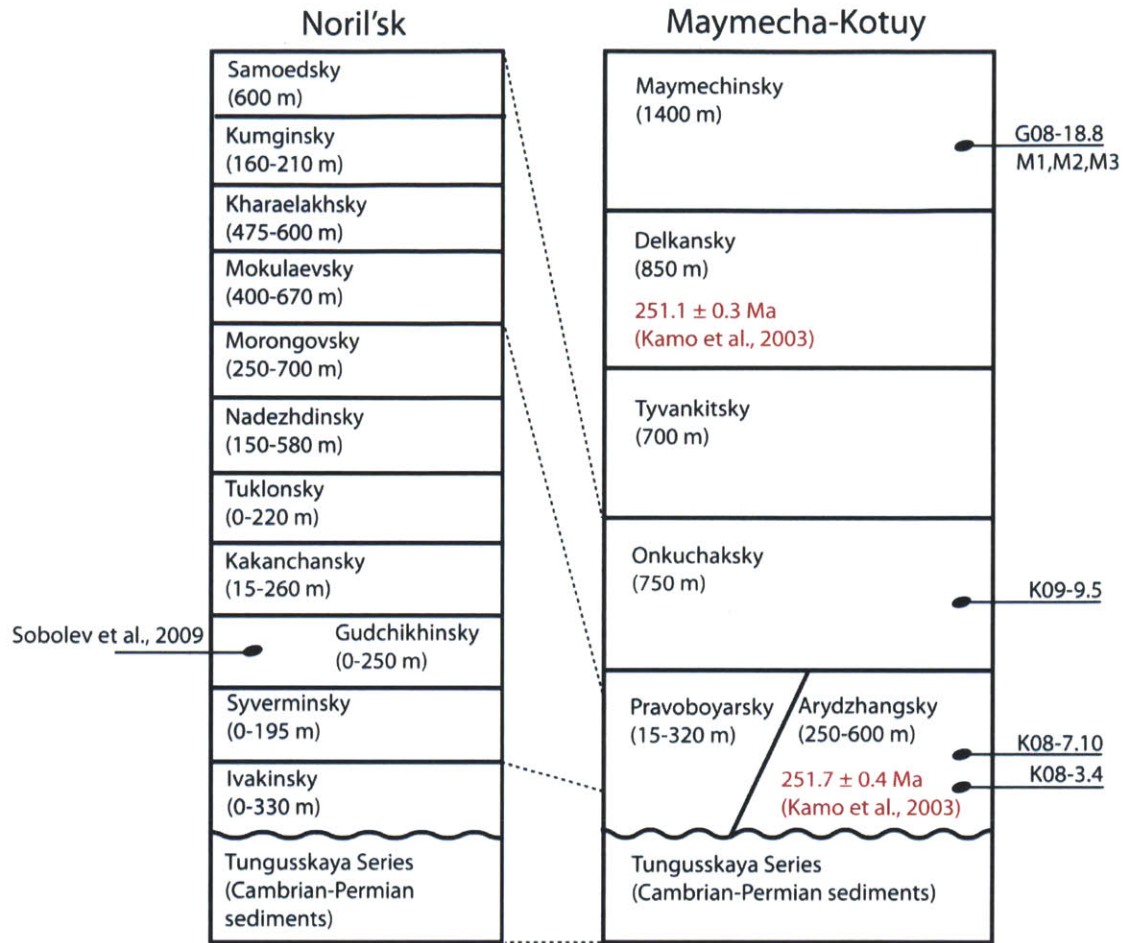 Noril'sk
Samoedsky
(600 m)
Kumginsky
(160-210 m)
Kharaelakhsky
(475-600 m)
Mokulaevsky
(400-670 m)
Morongovsky
(250-700 m)
Nadezhdinsky
(150-580 m)
Tuklonsky
(0-220 m)
Kakanchansky
(15-260 m)
Sobolev et al., 2009
Gudchikhinsky
(0-250 m)
Syverminsky
(0-195 m)
Ivakinsky
(0-330 m)
Tungusskaya Series
(Cambrian-Permian
sediments)
Maymecha-Kotuy
Maymechinsky
(1400 m)
G08-18.8
M1,M2,M3
Delkansky
(850 m)
251.1 ± 0.3 Ma
(Kamo et al., 2003)
Tyvankitsky
(700 m)
Onkuchaksky
(750 m)
K09-9.5
Pravoboyarsky
(15-320 m)
Arydzhangsky
(250-600 m)
K08-7.10
K08-3.4
251.7 ± 0.4 Ma
(Kamo et al., 2003)
Tungusskaya Series
(Cambrian-Permian sediments)